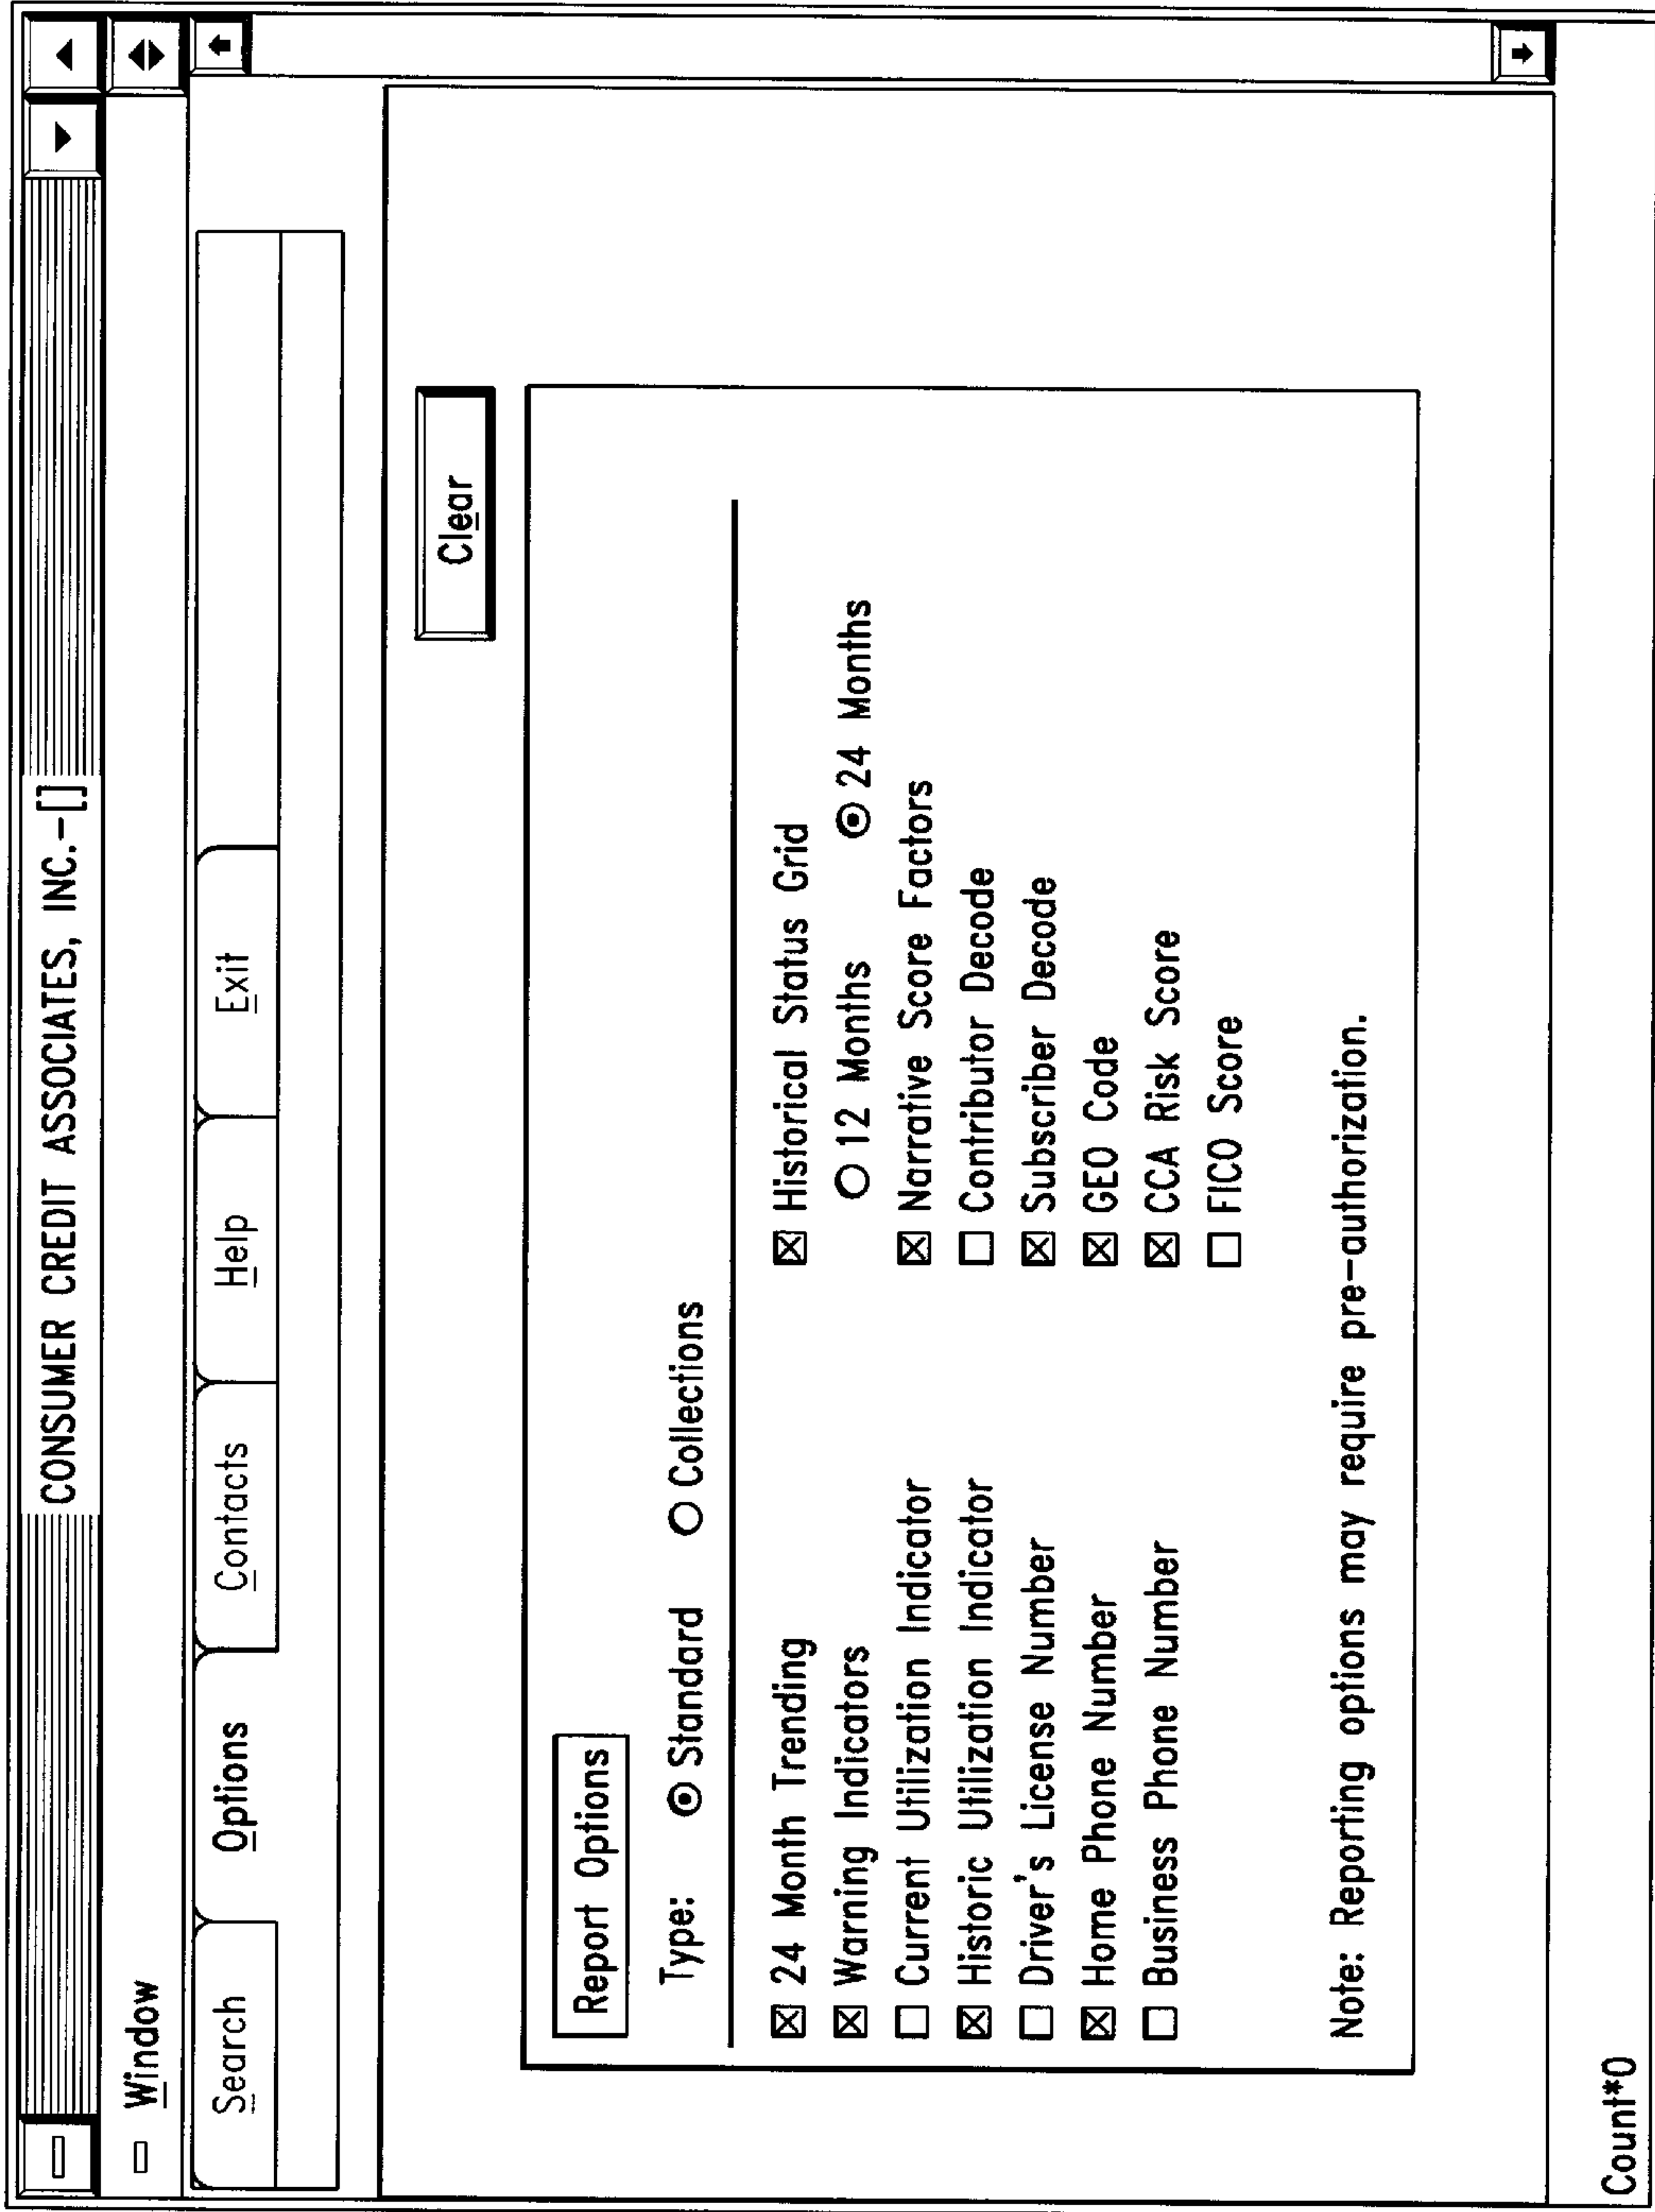 CONSUMER CREDIT ASSOCIATES, INC.-[]
Window
Search Options Contacts Help Exit
Clear
Report Options
Type: Standard Collections
24 Month Trending Historical Status Grid
Warning Indicators 12 Months 24 Months
Current Utilization Indicator Narrative Score Factors
Historic Utilization Indicator Contributor Decode
Driver's License Number Subscriber Decode
Home Phone Number GEO Code
Business Phone Number CCA Risk Score
FICO Score
Note: Reporting options may require pre-authorization.
Count*0